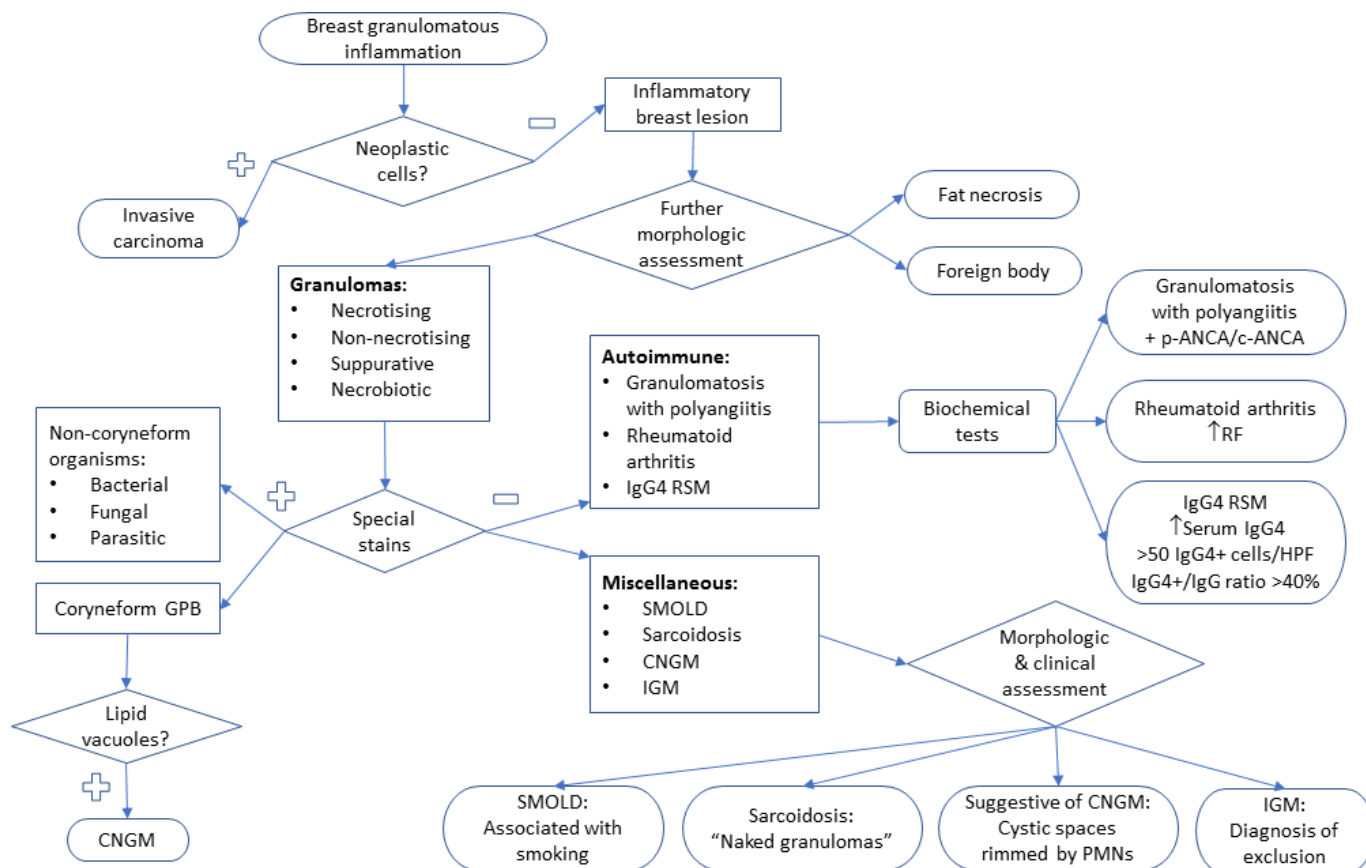 Breast granulomatous
inflammation
Neoplastic
cells?
Inflammatory
breast lesion
Invasive
carcinoma
Further
morphologic
assessment
Fat necrosis
Foreign body
Granulomas:
• Necrotising
• Non-necrotising
• Suppurative
• Necrobiotic
Autoimmune:
• Granulomatosis
with polyangiitis
• Rheumatoid
arthritis
• IgG4 RSM
Biochemical
tests
Granulomatosis
with polyangiitis
+ p-ANCA/c-ANCA
Rheumatoid arthritis
↑RF
IgG4 RSM
↑Serum IgG4
>50 IgG4+ cells/HPF
IgG4+/IgG ratio >40%
Non-coryneform
organisms:
• Bacterial
• Fungal
• Parasitic
Special
stains
Coryneform GPB
Miscellaneous:
• SMOLD
• Sarcoidosis
• CNGM
• IGM
Morphologic
& clinical
assessment
Lipid
vacuoles?
CNGM
SMOLD:
Associated with
smoking
Sarcoidosis:
“Naked granulomas”
Suggestive of CNGM:
Cystic spaces
rimmed by PMNs
IGM:
Diagnosis of
exclusion